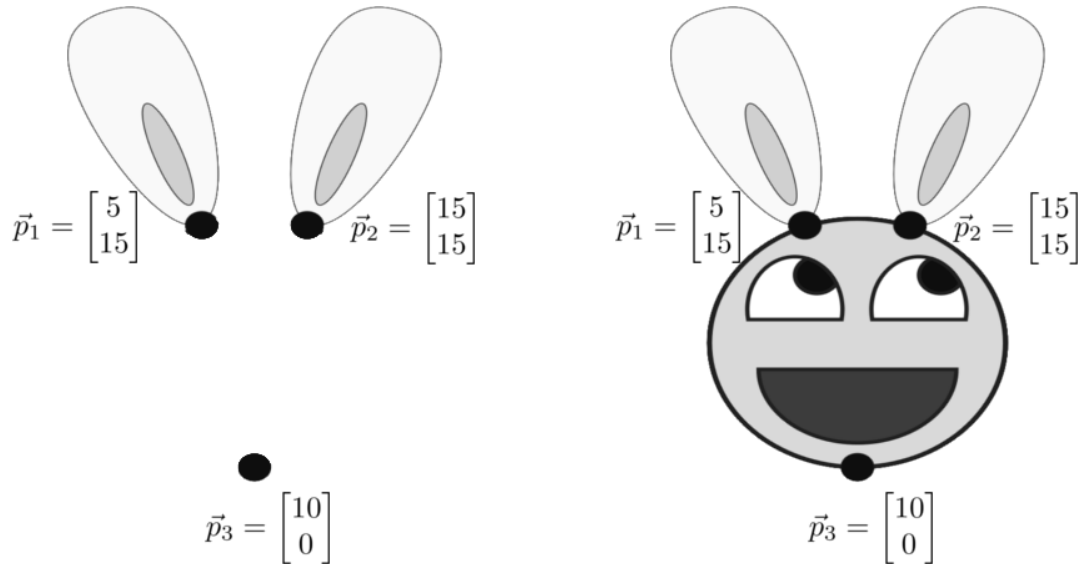 p⃗₁ = [5 15]
p⃗₂ = [15 15]
p⃗₁ = [5 15]
p⃗₂ = [15 15]
p⃗₃ = [10 0]
p⃗₃ = [10 0]